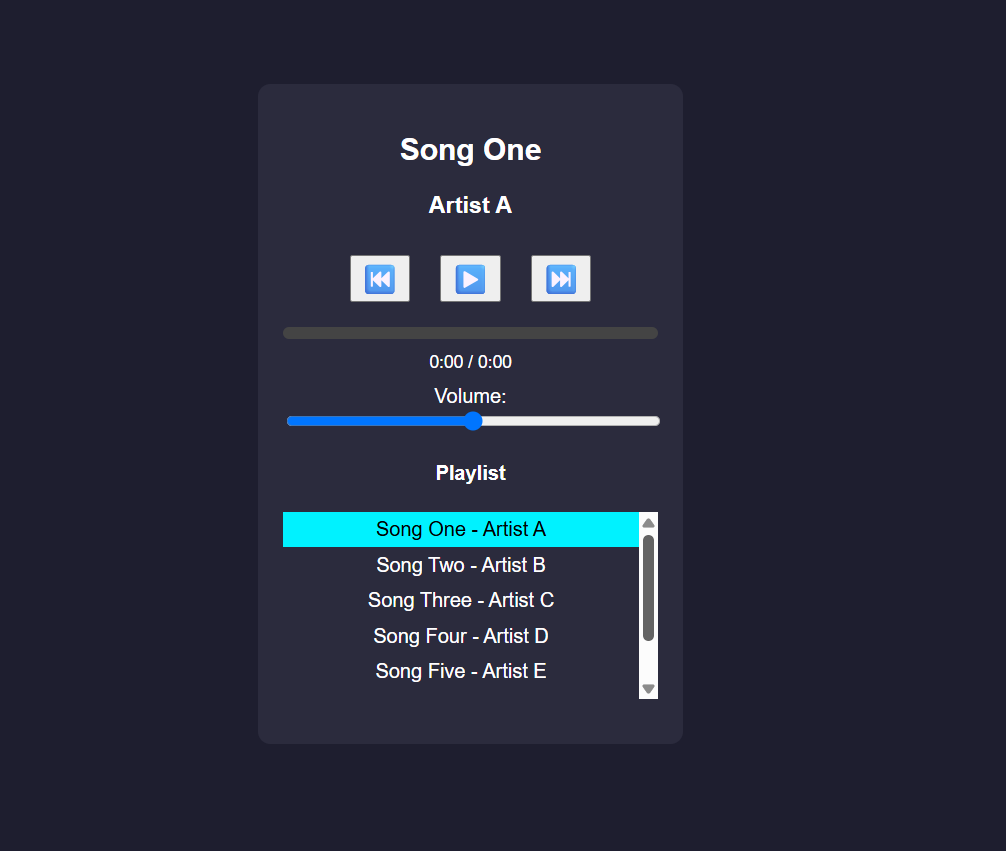 Song One
Artist A
0:00 / 0:00
Volume:
Playlist
Song One - Artist A
Song Two - Artist B
Song Three - Artist C
Song Four - Artist D
Song Five - Artist E